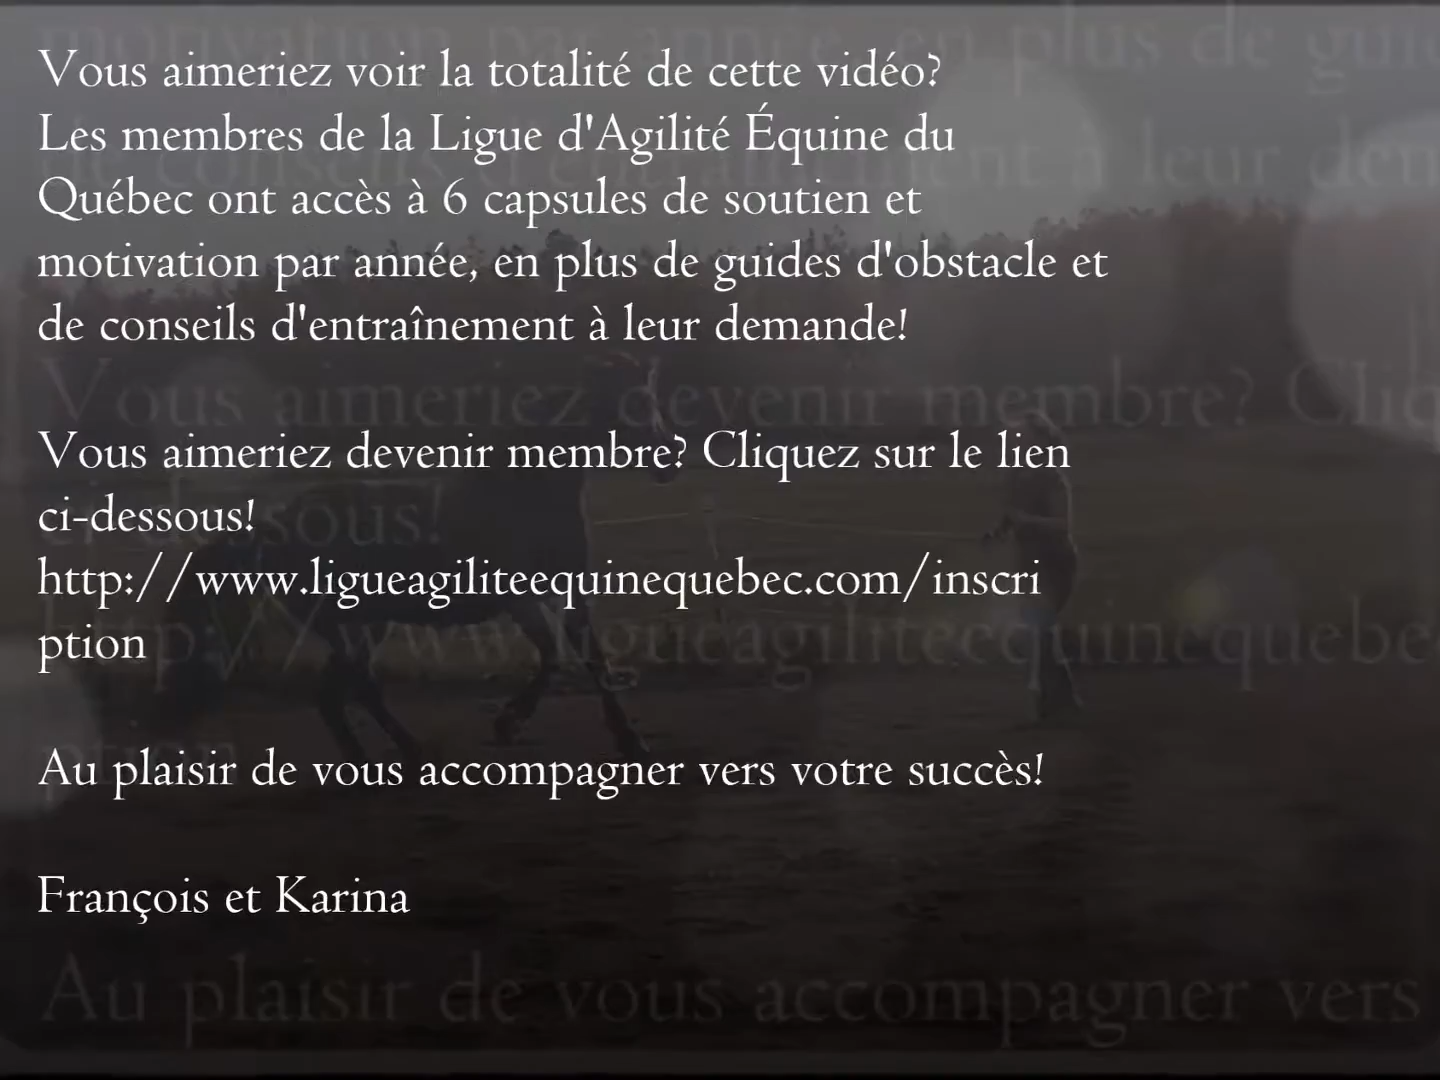 Vous aimeriez voir la totalité de cette vidéo?
Les membres de la Ligue d'Agilité Équine du
Québec ont accès à 6 capsules de soutien et
motivation par année, en plus de guides d'obstacle et
de conseils d'entraînement à leur demande!
Vous aimeriez devenir membre? Cliquez sur le lien
ci-dessous!
http://www.ligueagiliteequinequebec.com/inscri
ption
Au plaisir de vous accompagner vers votre succès!
François et Karina